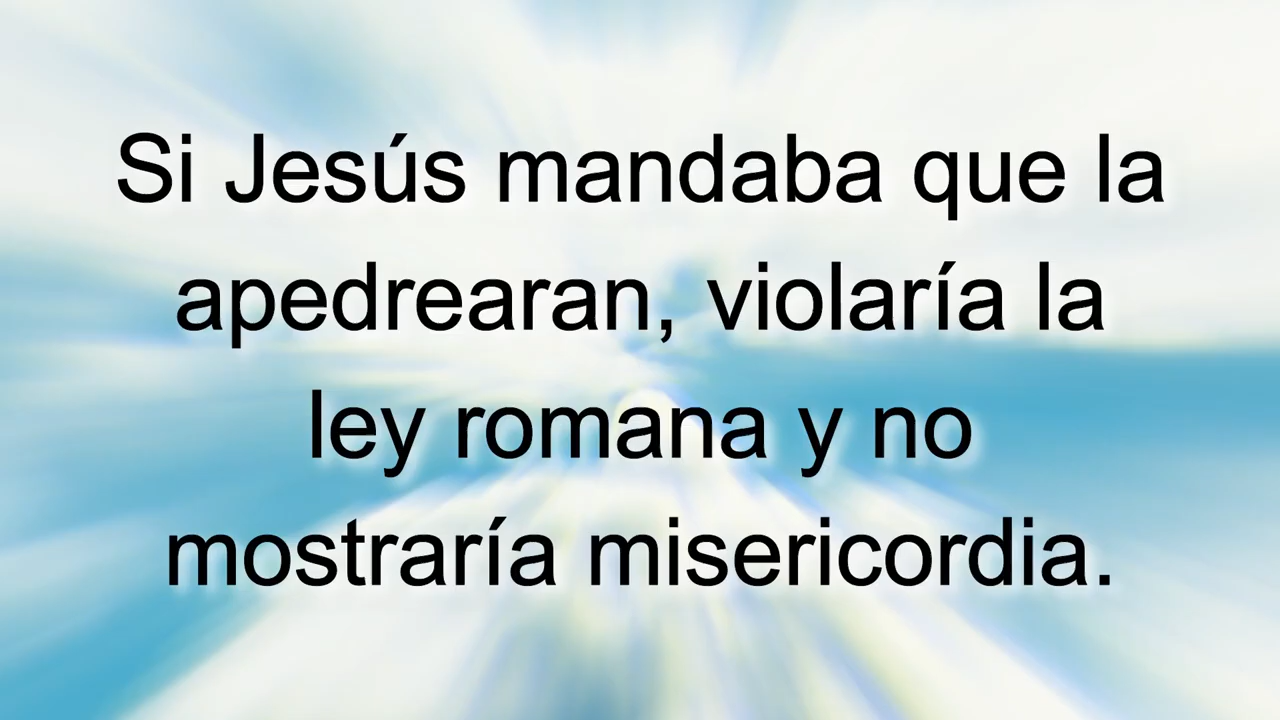 Si Jesús mandaba que la
apedrearan, violaría la
ley romana y no
mostraría misericordia.